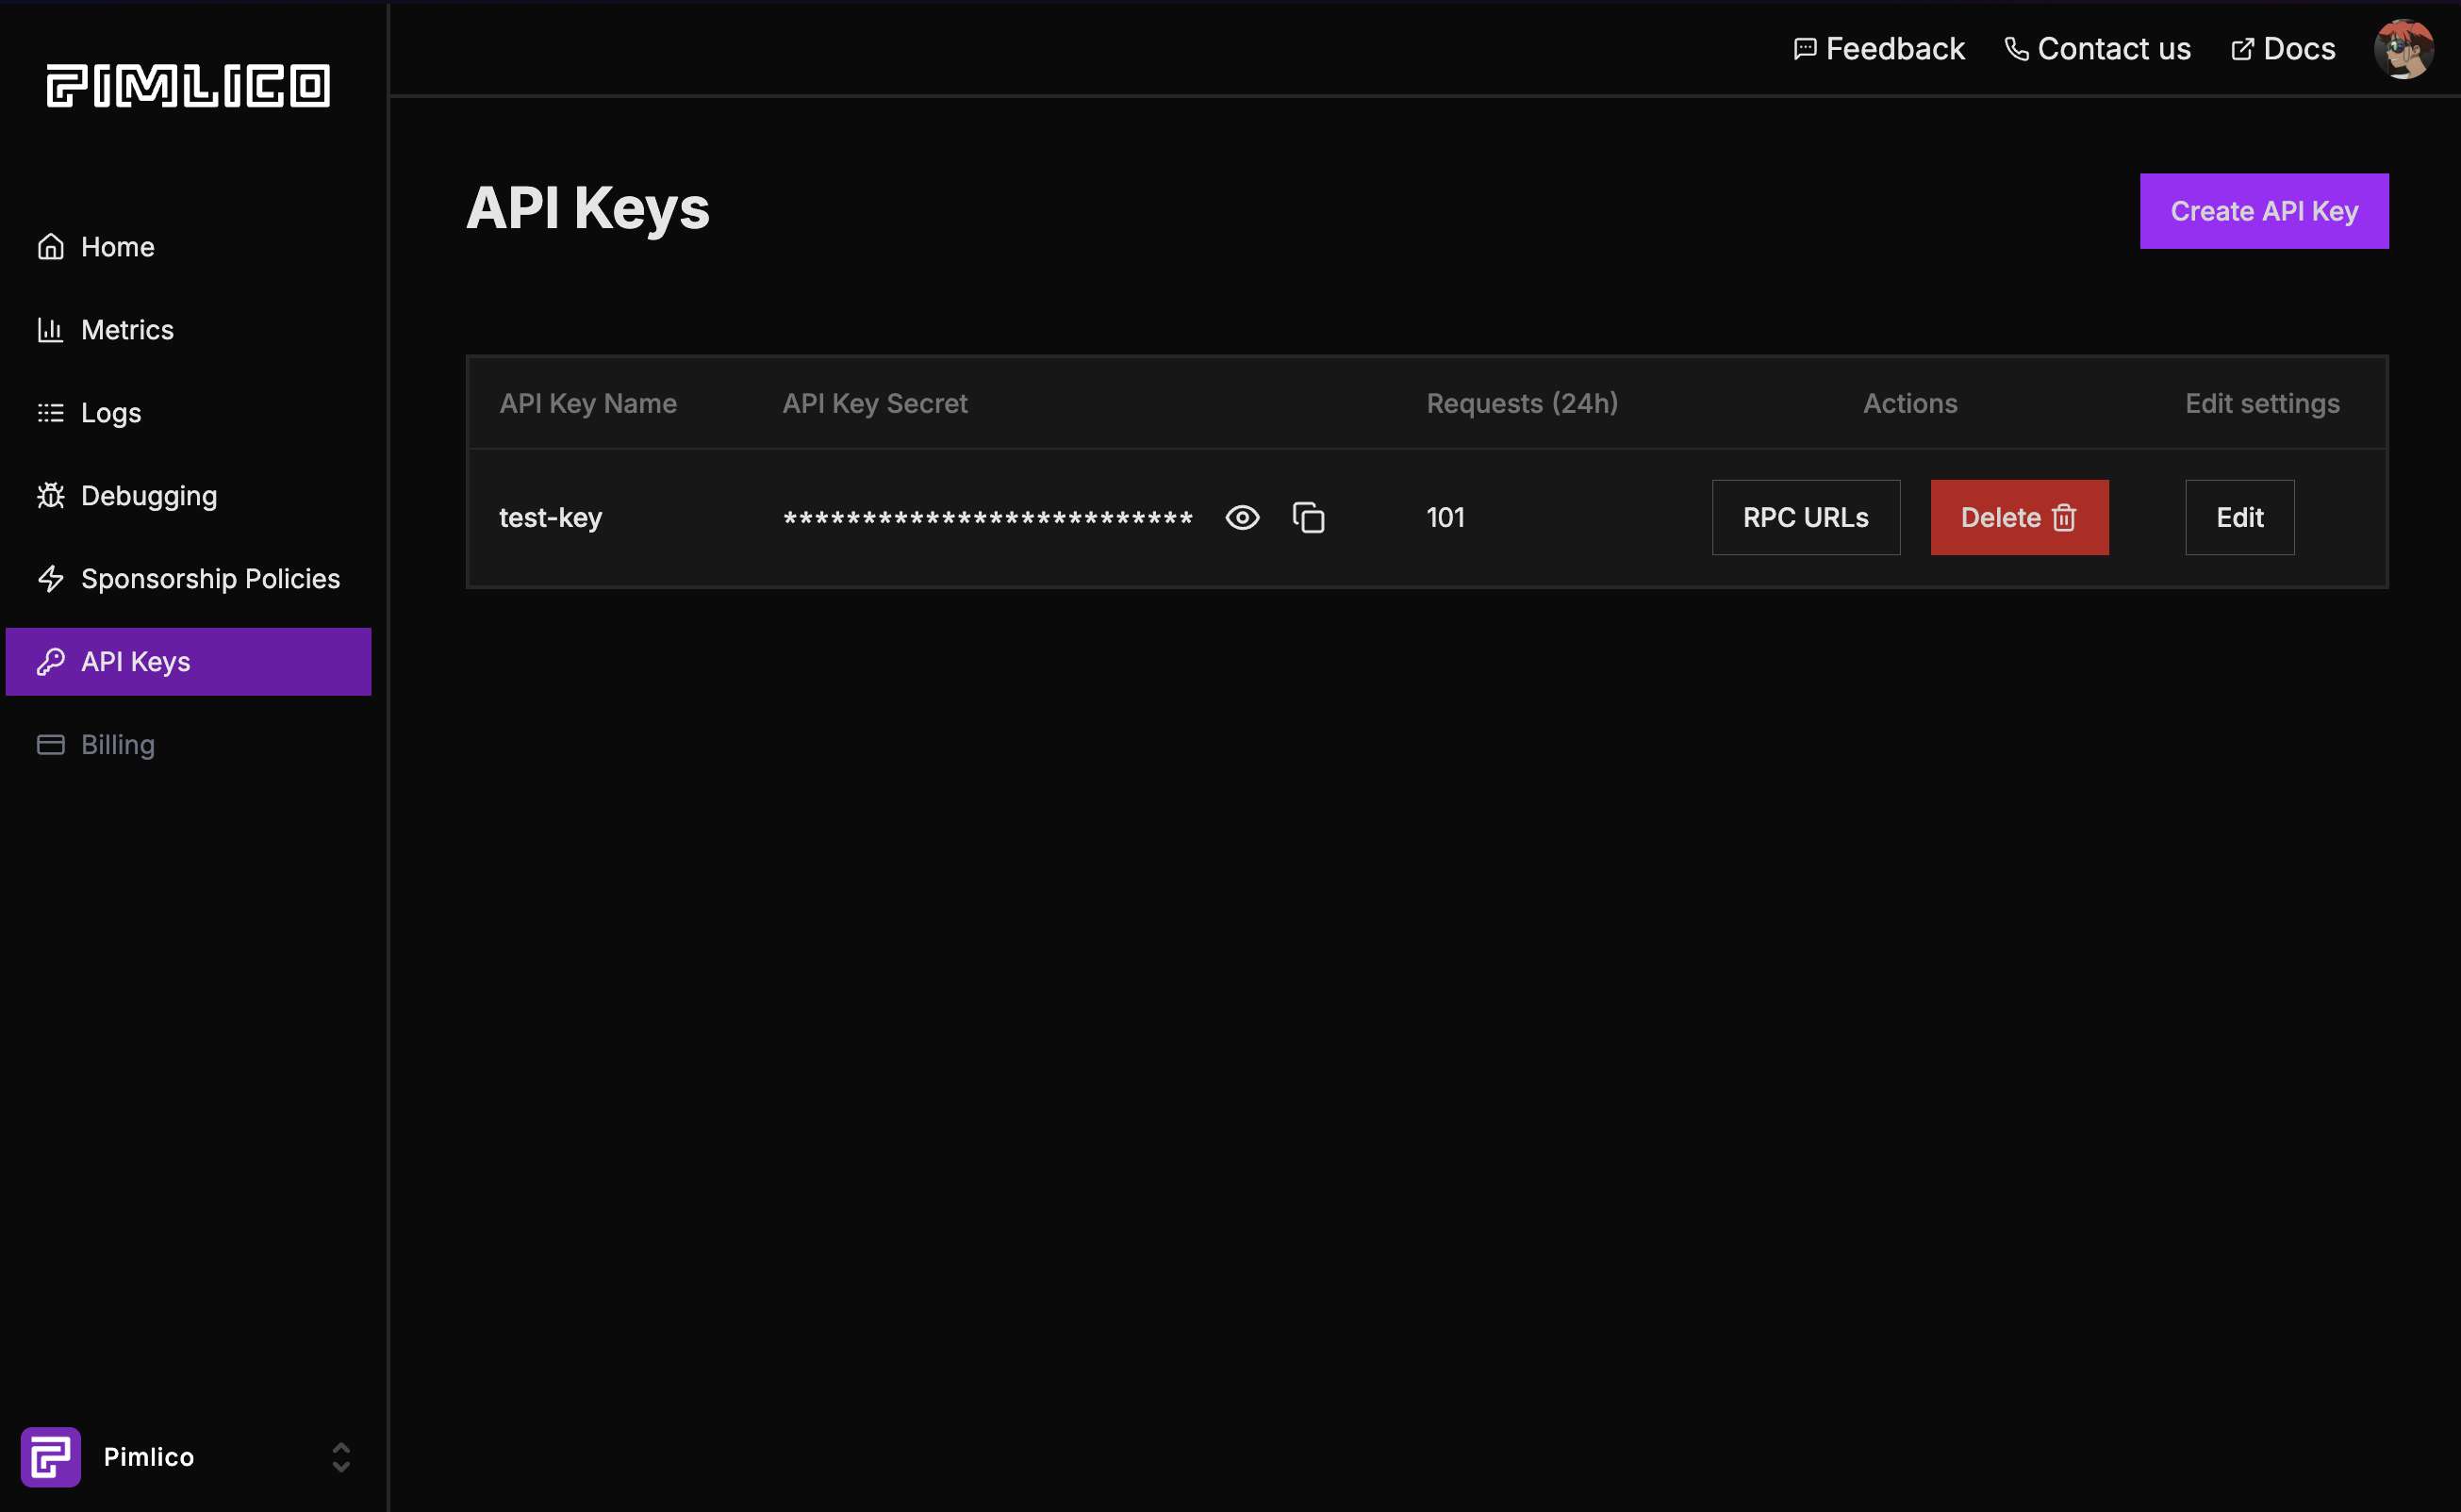 PIMLICO
Feedback
Contact us
Docs
Home
Metrics
Logs
Debugging
Sponsorship Policies
API Keys
Billing
Pimlico
API Keys
Create API Key
API Key Name API Key Secret Requests (24h) Actions Edit settings
test-key ************************** 101 RPC URLs Delete Edit